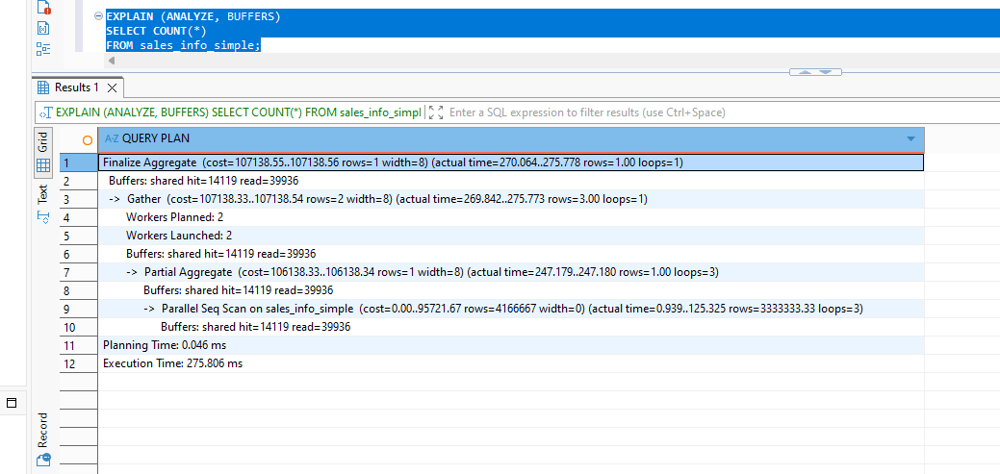 EXPLAIN (ANALYZE, BUFFERS)
SELECT COUNT(*)
FROM sales_info_simple;
Results 1
EXPLAIN (ANALYZE, BUFFERS) SELECT COUNT(*) FROM sales_info_simpl
Enter a SQL expression to filter results (use Ctrl+Space)
Grid
Text
Record
A-Z QUERY PLAN
1 Finalize Aggregate (cost=107138.55..107138.56 rows=1 width=8) (actual time=270.064..275.778 rows=1.00 loops=1)
2 Buffers: shared hit=14119 read=39936
3 -> Gather (cost=107138.33..107138.54 rows=2 width=8) (actual time=269.842..275.773 rows=3.00 loops=1)
4 Workers Planned: 2
5 Workers Launched: 2
6 Buffers: shared hit=14119 read=39936
7 -> Partial Aggregate (cost=106138.33..106138.34 rows=1 width=8) (actual time=247.179..247.180 rows=1.00 loops=3)
8 Buffers: shared hit=14119 read=39936
9 -> Parallel Seq Scan on sales_info_simple (cost=0.00..95721.67 rows=4166667 width=0) (actual time=0.939..125.325 rows=3333333.33 loops=3)
10 Buffers: shared hit=14119 read=39936
11 Planning Time: 0.046 ms
12 Execution Time: 275.806 ms